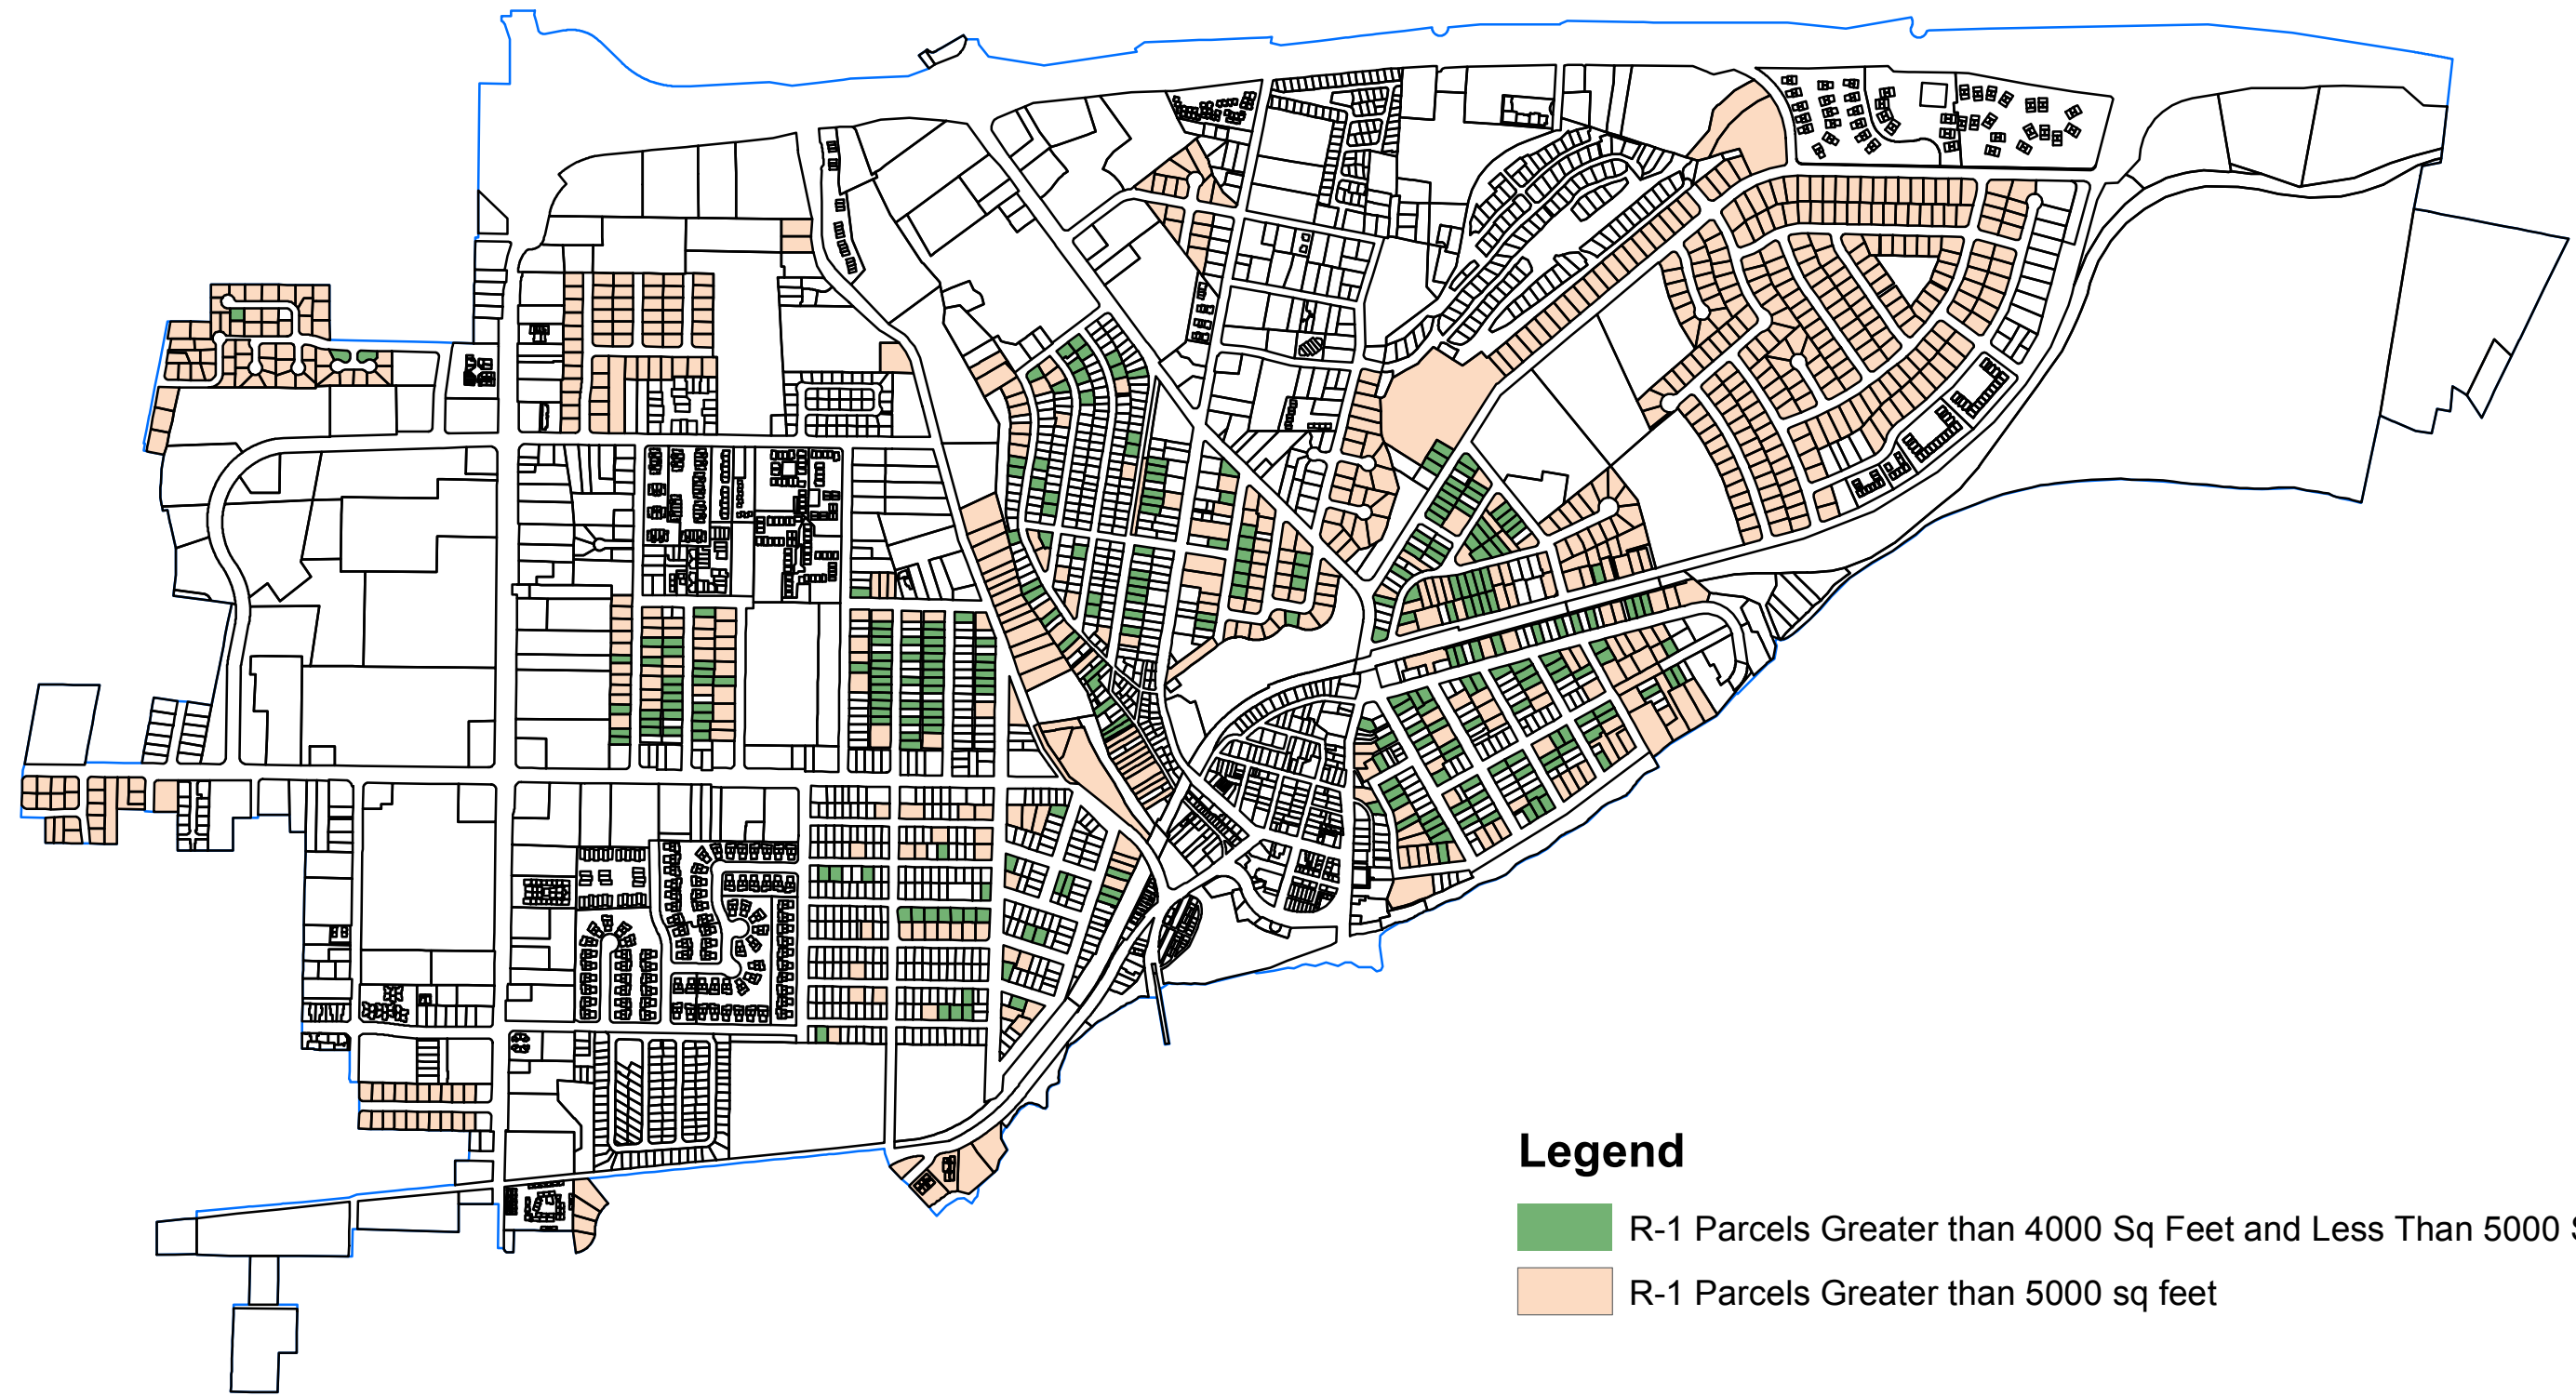 Legend
R-1 Parcels Greater than 4000 Sq Feet and Less Than 5000
R-1 Parcels Greater than 5000 sq feet